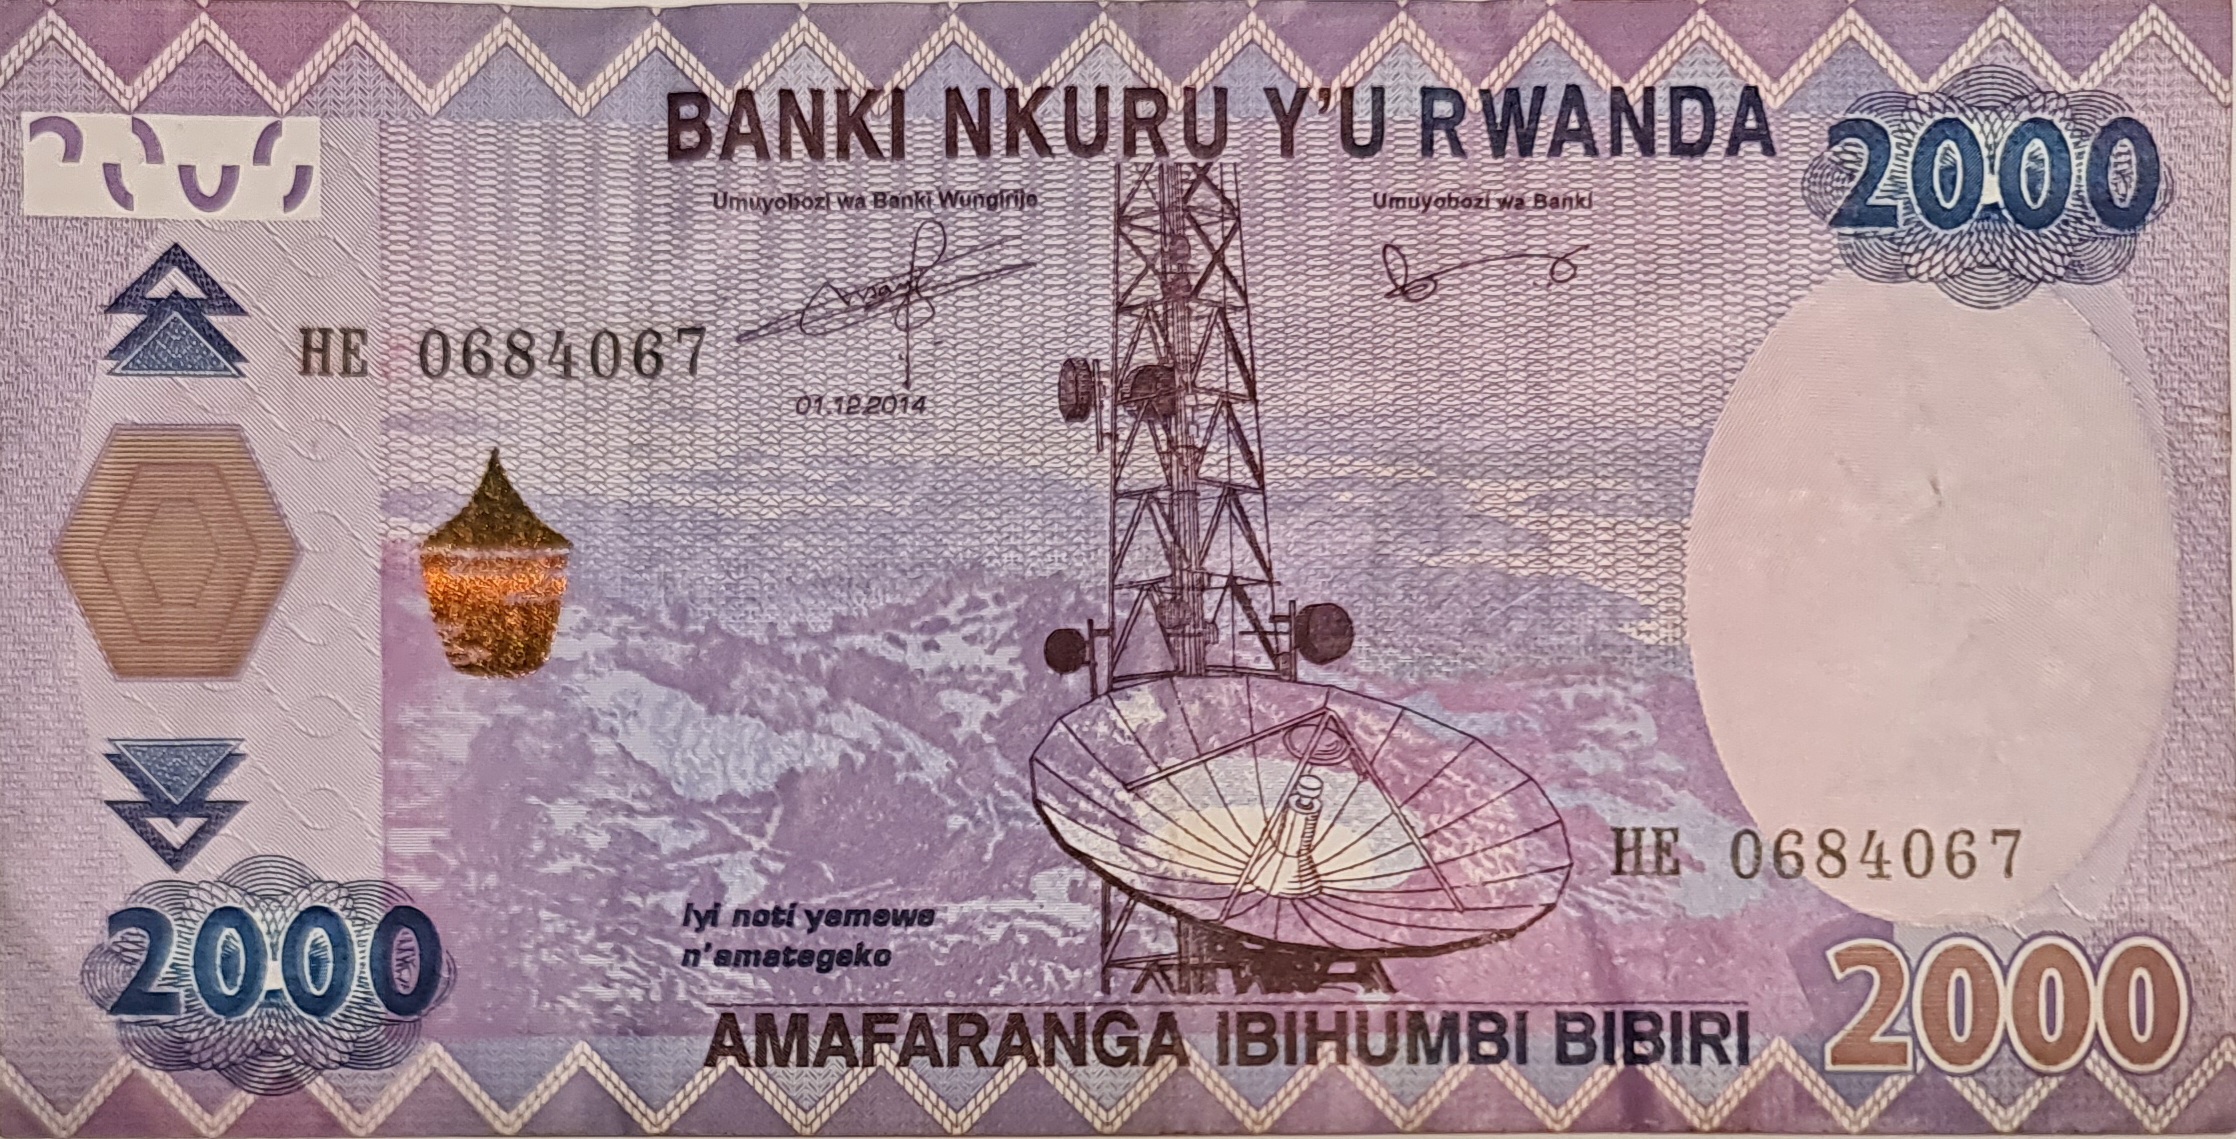 BANKI NKURU Y'U RWANDA
2000
Umuyobozi wa Banki Wungirije
Umuyobozi wa Banki
HE 0684067
01.12.2014
HE 0684067
Iyi noti yemewe
n'amategeko
2000
AMAFARANGA IBIHUMBI BIBIRI
2000